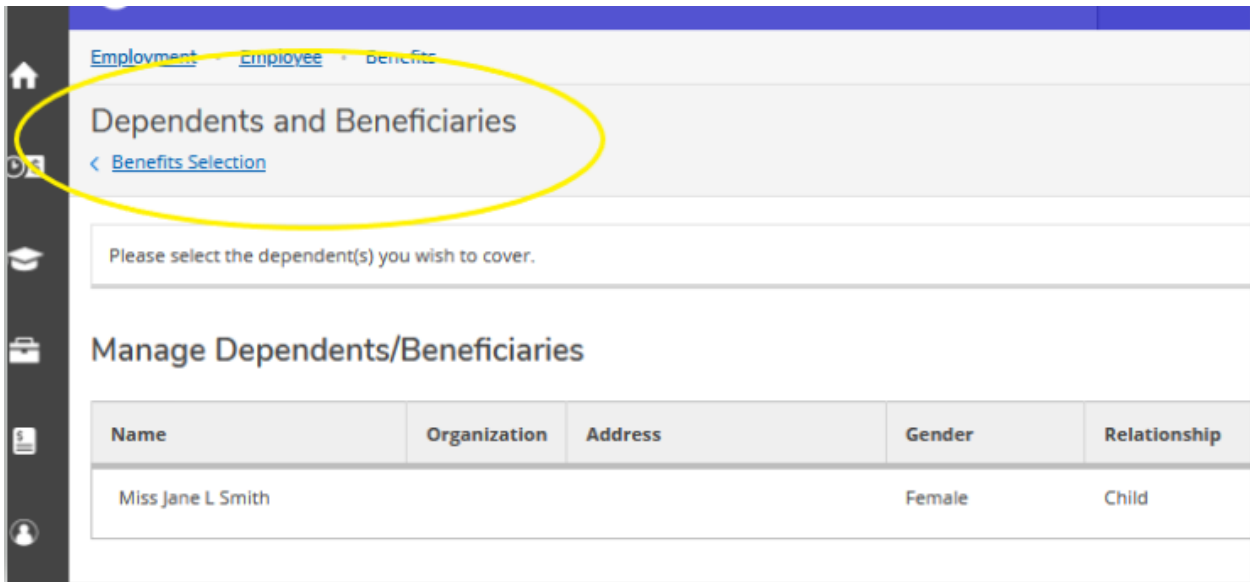 Employment · Employee · Benefits
Dependents and Beneficiaries
< Benefits Selection
Please select the dependent(s) you wish to cover.
Manage Dependents/Beneficiaries
Name Organization Address Gender Relationship
Miss Jane L Smith Female Child